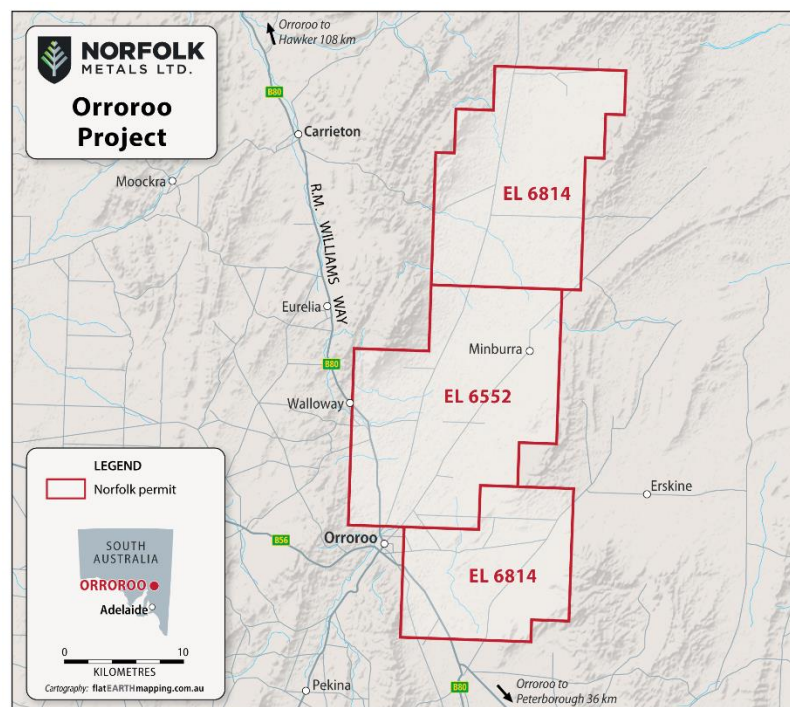 NORFOLK
METALS LTD.
Orroroo
Project
Orroroo to
Hawker 108 km
B80
Carrieton
Moockra
R.M. WILLIAMS WAY
EL 6814
Eurelia
B80
Minburra
Walloway
EL 6552
Erskine
B56
Orroroo
EL 6814
Pekina
B80
Orroroo to
Peterborough 36 km
LEGEND
Norfolk permit
SOUTH
AUSTRALIA
ORROROO
Adelaide
0 10
KILOMETRES
Cartography: flatEARTHmapping.com.au